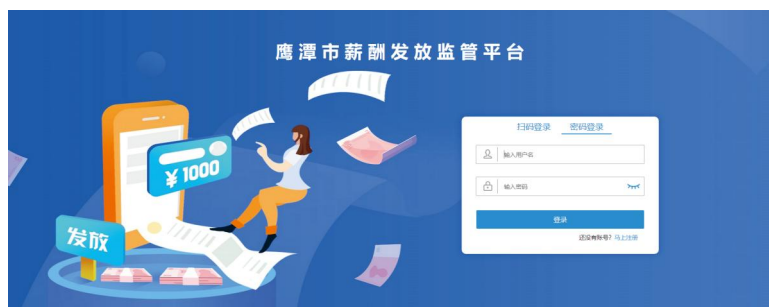 鹰潭市薪酬发放监管平台
扫码登录 密码登录
输入用户名
输入密码
登录
还没有账号? 马上注册
¥1000
发放